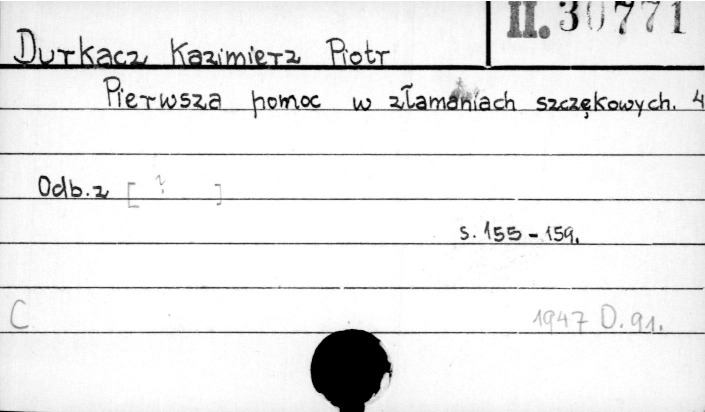 II. 30771
Durkacz Kazimierz Piotr
Pierwsza pomoc w złamaniach szczękowych. 4
Odb. z [ ? ]
s. 155 - 159.
C 1947 D. 91.